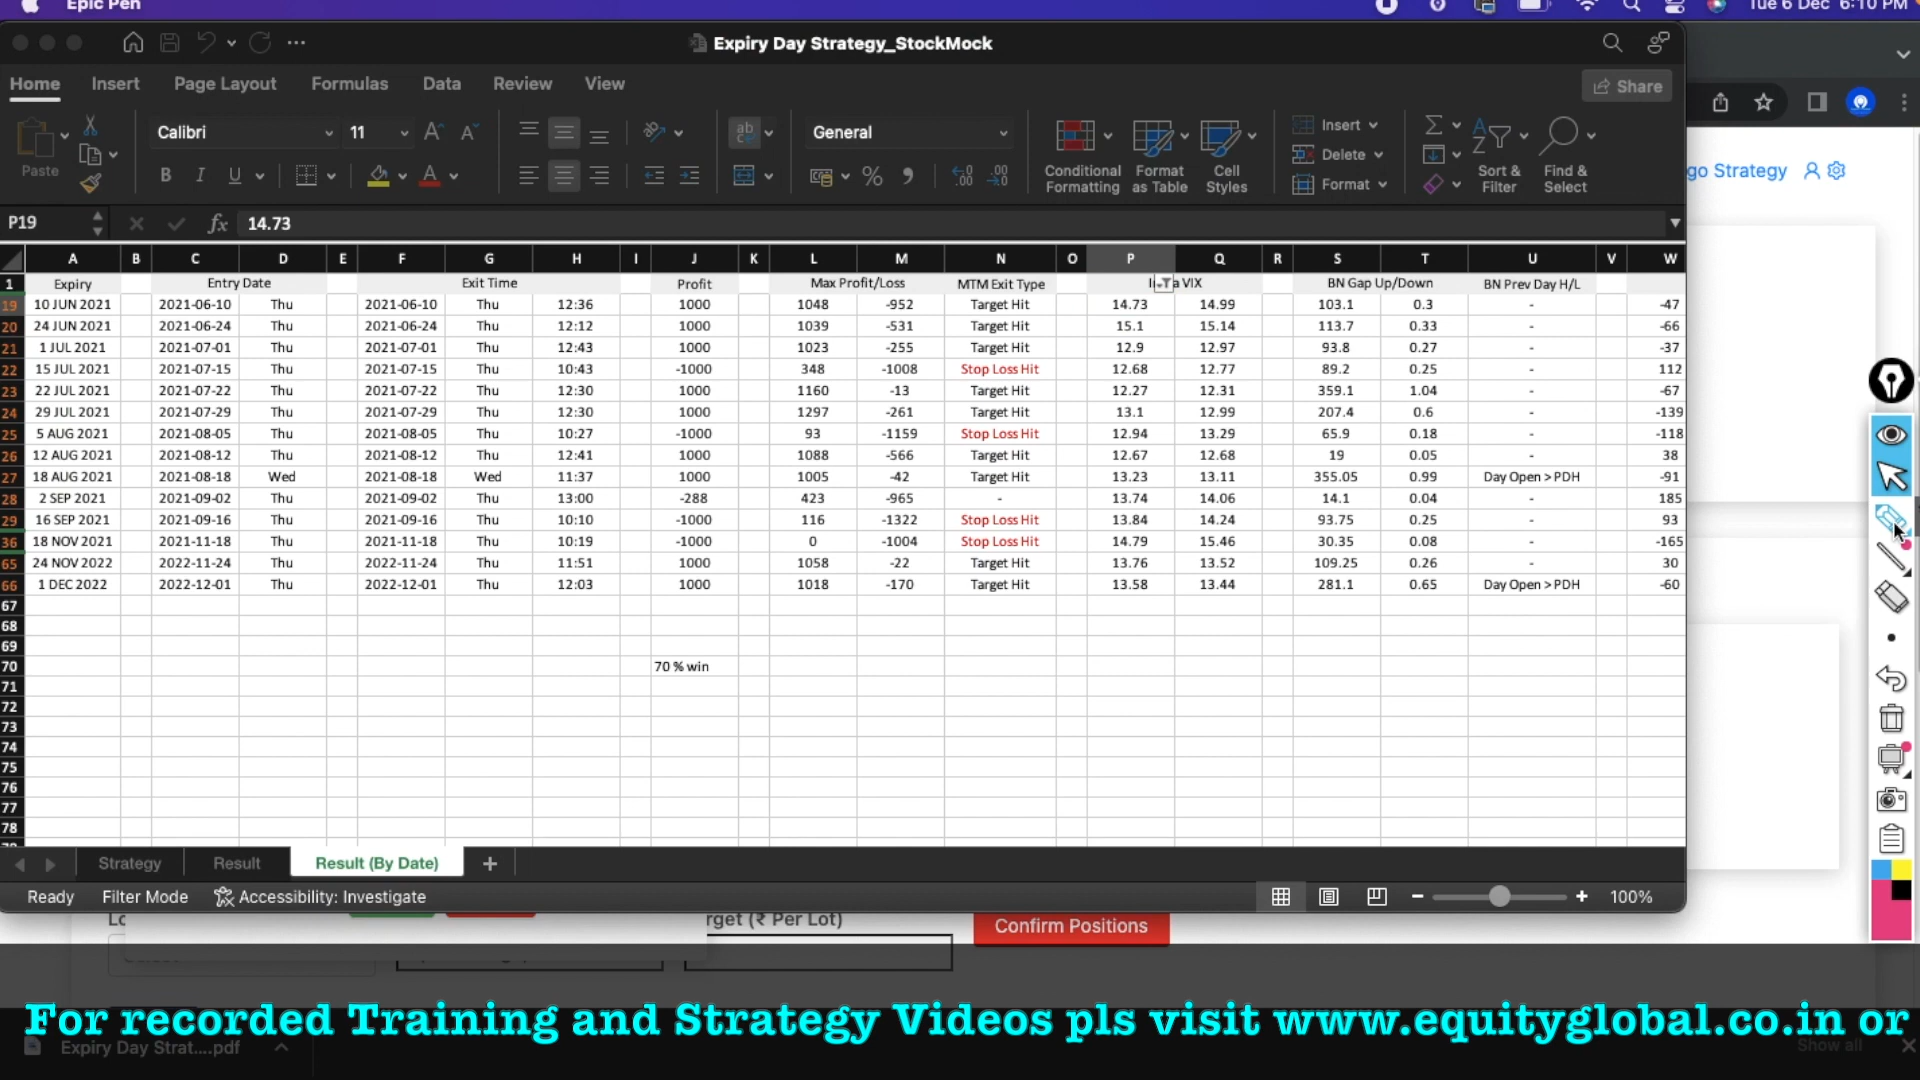 Epic Pen
Tue 6 Dec 6:10 PM
Expiry Day Strategy_StockMock
Home Insert Page Layout Formulas Data Review View Share
Paste Calibri 11 General Conditional Formatting Format as Table Cell Styles Insert Delete Format Sort & Filter Find & Select
go Strategy
P19 fx 14.73
A B C D E F G H I J K L M N O P Q R S T U V W
1 Expiry Entry Date Exit Time Profit Max Profit/Loss MTM Exit Type a VIX BN Gap Up/Down BN Prev Day H/L
19 10 JUN 2021 2021-06-10 Thu 2021-06-10 Thu 12:36 1000 1048 -952 Target Hit 14.73 14.99 103.1 0.3 - -47
20 24 JUN 2021 2021-06-24 Thu 2021-06-24 Thu 12:12 1000 1039 -531 Target Hit 15.1 15.14 113.7 0.33 - -66
21 1 JUL 2021 2021-07-01 Thu 2021-07-01 Thu 12:43 1000 1023 -255 Target Hit 12.9 12.97 93.8 0.27 - -37
22 15 JUL 2021 2021-07-15 Thu 2021-07-15 Thu 10:43 -1000 348 -1008 Stop Loss Hit 12.68 12.77 89.2 0.25 - 112
23 22 JUL 2021 2021-07-22 Thu 2021-07-22 Thu 12:30 1000 1160 -13 Target Hit 12.27 12.31 359.1 1.04 - -67
24 29 JUL 2021 2021-07-29 Thu 2021-07-29 Thu 12:30 1000 1297 -261 Target Hit 13.1 12.99 207.4 0.6 - -139
25 5 AUG 2021 2021-08-05 Thu 2021-08-05 Thu 10:27 -1000 93 -1159 Stop Loss Hit 12.94 13.29 65.9 0.18 - -118
26 12 AUG 2021 2021-08-12 Thu 2021-08-12 Thu 12:41 1000 1088 -566 Target Hit 12.67 12.68 19 0.05 - 38
27 18 AUG 2021 2021-08-18 Wed 2021-08-18 Wed 11:37 1000 1005 -42 Target Hit 13.23 13.11 355.05 0.99 Day Open > PDH -91
28 2 SEP 2021 2021-09-02 Thu 2021-09-02 Thu 13:00 -288 423 -965 - 13.74 14.06 14.1 0.04 - 185
29 16 SEP 2021 2021-09-16 Thu 2021-09-16 Thu 10:10 -1000 116 -1322 Stop Loss Hit 13.84 14.24 93.75 0.25 - 93
36 18 NOV 2021 2021-11-18 Thu 2021-11-18 Thu 10:19 -1000 0 -1004 Stop Loss Hit 14.79 15.46 30.35 0.08 - -165
65 24 NOV 2022 2022-11-24 Thu 2022-11-24 Thu 11:51 1000 1058 -22 Target Hit 13.76 13.52 109.25 0.26 - 30
66 1 DEC 2022 2022-12-01 Thu 2022-12-01 Thu 12:03 1000 1018 -170 Target Hit 13.58 13.44 281.1 0.65 Day Open > PDH -60
67
68
69
70 70 % win
71
72
73
74
75
76
77
78
Strategy Result Result (By Date) +
Ready Filter Mode Accessibility: Investigate 100%
rget (₹ Per Lot) Confirm Positions
For recorded Training and Strategy Videos pls visit www.equityglobal.co.in or
Expiry Day Strat....pdf Show all